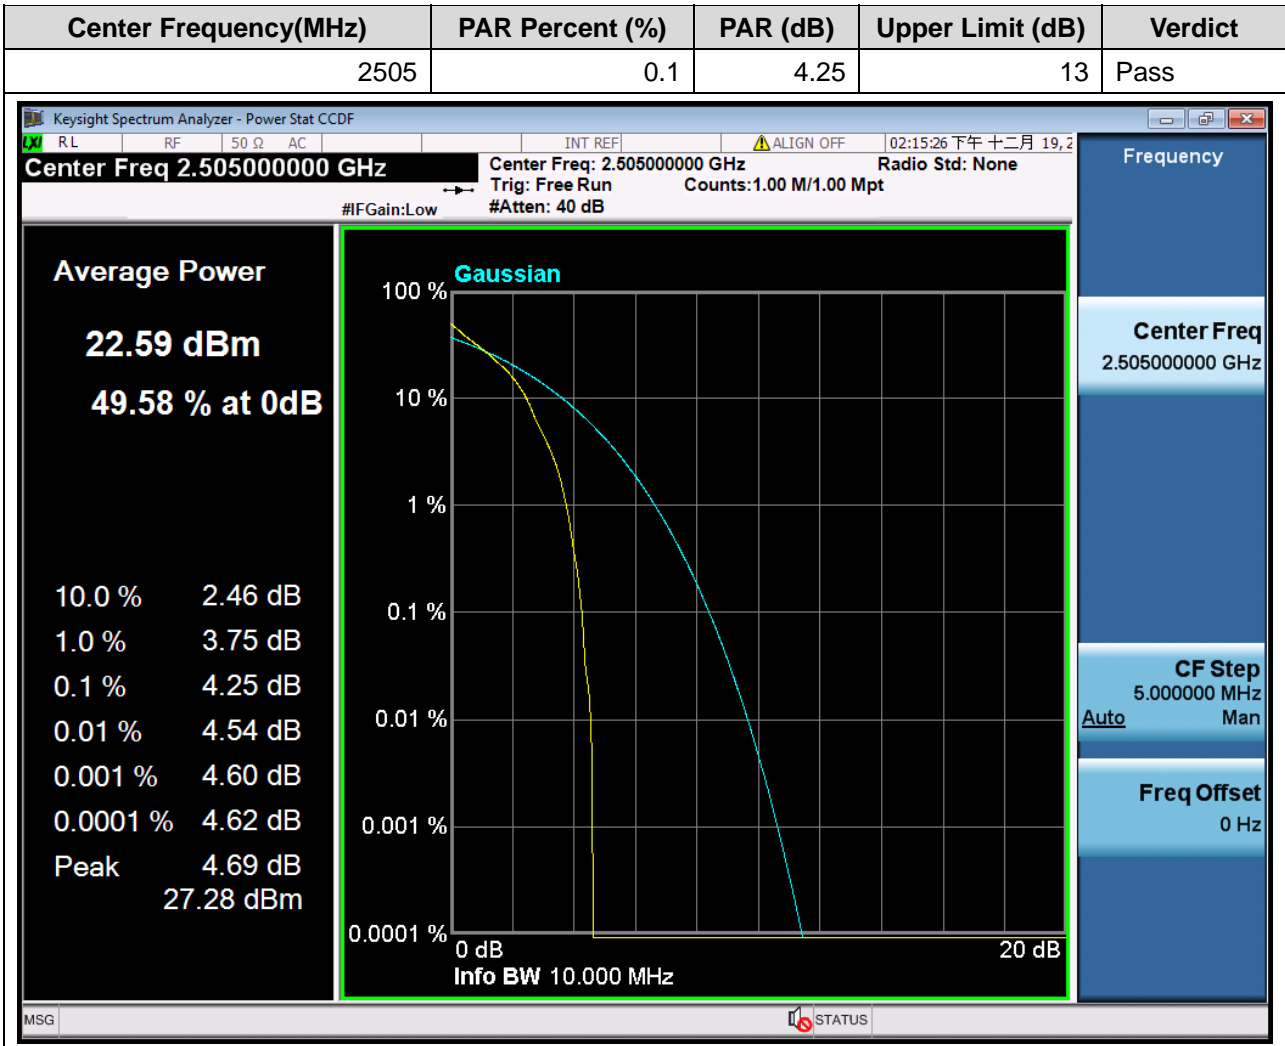 Center Frequency(MHz) PAR Percent (%) PAR (dB) Upper Limit (dB) Verdict
2505 0.1 4.25 13 Pass
Keysight Spectrum Analyzer - Power Stat CCDF
LXI RL RF 50 Ω AC INT REF ALIGN OFF 02:15:26 下午 十二月 19, 2
Center Freq 2.505000000 GHz
Center Freq: 2.505000000 GHz Radio Std: None
Trig: Free Run Counts:1.00 M/1.00 Mpt
#IFGain:Low #Atten: 40 dB
Average Power
22.59 dBm
49.58 % at 0dB
10.0 % 2.46 dB
1.0 % 3.75 dB
0.1 % 4.25 dB
0.01 % 4.54 dB
0.001 % 4.60 dB
0.0001 % 4.62 dB
Peak 4.69 dB
27.28 dBm
Gaussian
100 %
10 %
1 %
0.1 %
0.01 %
0.001 %
0.0001 %
0 dB 20 dB
Info BW 10.000 MHz
Frequency
Center Freq
2.505000000 GHz
CF Step
5.000000 MHz
Auto Man
Freq Offset
0 Hz
MSG STATUS